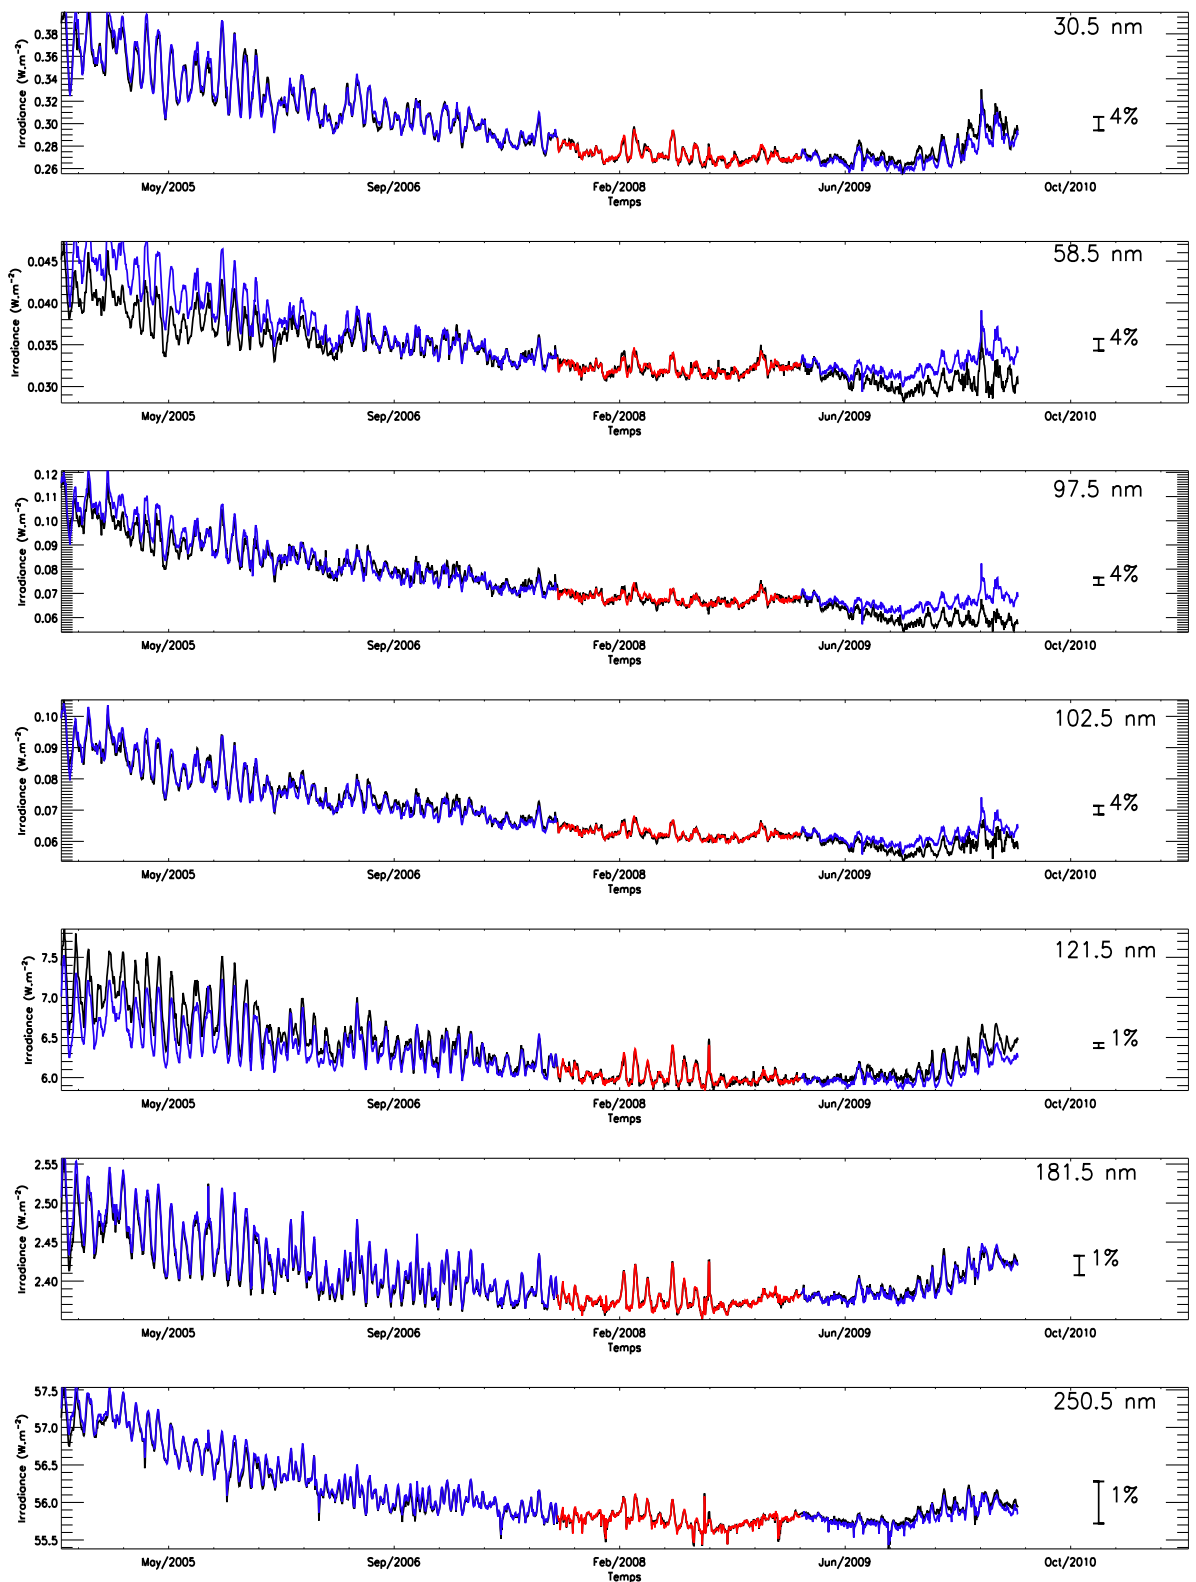 30.5 nm
0.38
0.36
0.34
0.32
0.30
0.28
0.26
Irradiance (W.m⁻²)
4%
May/2005 Sep/2006 Feb/2008 Jun/2009 Oct/2010
Temps
58.5 nm
0.045
0.040
0.035
0.030
Irradiance (W.m⁻²)
4%
May/2005 Sep/2006 Feb/2008 Jun/2009 Oct/2010
Temps
97.5 nm
0.12
0.11
0.10
0.09
0.08
0.07
0.06
Irradiance (W.m⁻²)
4%
May/2005 Sep/2006 Feb/2008 Jun/2009 Oct/2010
Temps
102.5 nm
0.10
0.09
0.08
0.07
0.06
Irradiance (W.m⁻²)
4%
May/2005 Sep/2006 Feb/2008 Jun/2009 Oct/2010
Temps
121.5 nm
7.5
7.0
6.5
6.0
Irradiance (W.m⁻²)
1%
May/2005 Sep/2006 Feb/2008 Jun/2009 Oct/2010
Temps
181.5 nm
2.55
2.50
2.45
2.40
Irradiance (W.m⁻²)
1%
May/2005 Sep/2006 Feb/2008 Jun/2009 Oct/2010
Temps
250.5 nm
57.5
57.0
56.5
56.0
55.5
Irradiance (W.m⁻²)
1%
May/2005 Sep/2006 Feb/2008 Jun/2009 Oct/2010
Temps